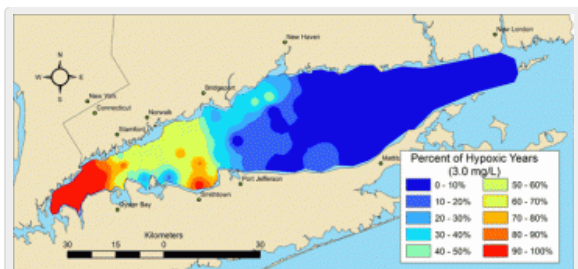 New London
New Haven
N
W
E
S
New York
Connecticut
Bridgeport
Norwalk
Stamford
Port Jefferson
Smithtown
Oyster Bay
Kilometers
30 15 0 30
Percent of Hypoxic Years
(3.0 mg/L)
0 - 10%
10 - 20%
20 - 30%
30 - 40%
40 - 50%
50 - 60%
60 - 70%
70 - 80%
80 - 90%
90 - 100%